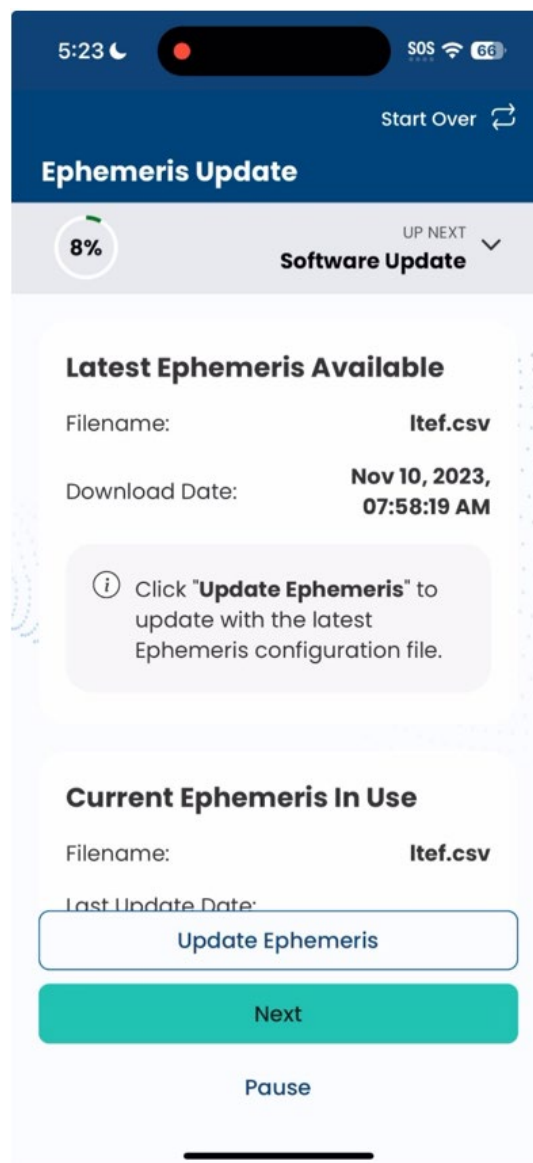 5:23
SOS 66
Start Over
Ephemeris Update
8%
UP NEXT
Software Update
Latest Ephemeris Available
Filename: ltef.csv
Download Date: Nov 10, 2023,
07:58:19 AM
Click "Update Ephemeris" to
update with the latest
Ephemeris configuration file.
Current Ephemeris In Use
Filename: ltef.csv
Last Update Date:
Update Ephemeris
Next
Pause